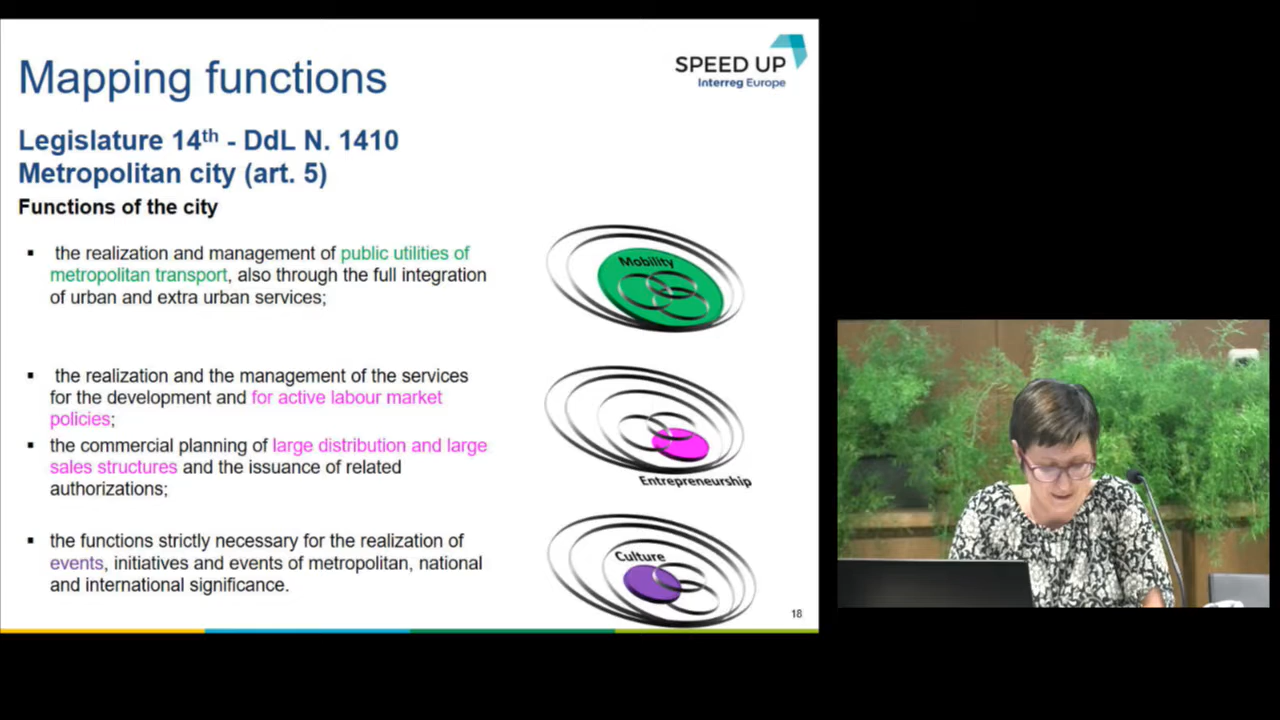 Mapping functions
SPEED UP
Interreg Europe
Legislature 14th - DdL N. 1410
Metropolitan city (art. 5)
Functions of the city
▪ the realization and management of public utilities of
metropolitan transport, also through the full integration
of urban and extra urban services;
Mobility
▪ the realization and the management of the services
for the development and for active labour market
policies;
▪ the commercial planning of large distribution and large
sales structures and the issuance of related
authorizations;
Entrepreneurship
▪ the functions strictly necessary for the realization of
events, initiatives and events of metropolitan, national
and international significance.
Culture
18